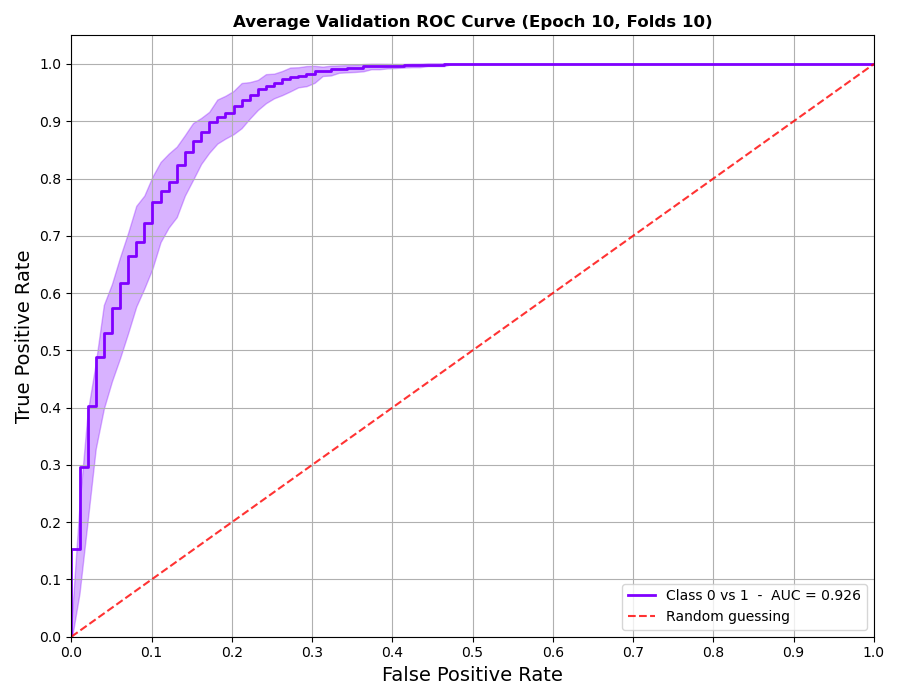 Average Validation ROC Curve (Epoch 10, Folds 10)
True Positive Rate
1.0
0.9
0.8
0.7
0.6
0.5
0.4
0.3
0.2
0.1
0.0
Class 0 vs 1 - AUC = 0.926
Random guessing
0.0 0.1 0.2 0.3 0.4 0.5 0.6 0.7 0.8 0.9 1.0
False Positive Rate